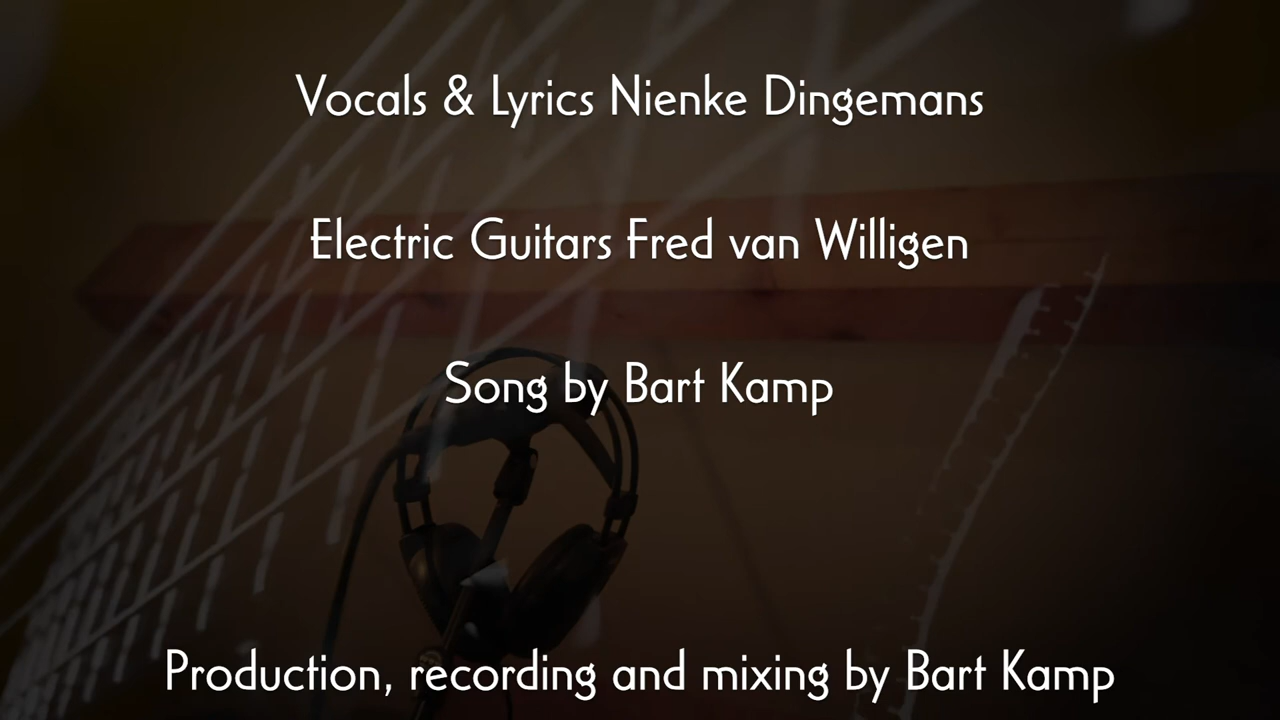 Vocals & Lyrics Nienke Dingemans
Electric Guitars Fred van Willigen
Song by Bart Kamp
Production, recording and mixing by Bart Kamp